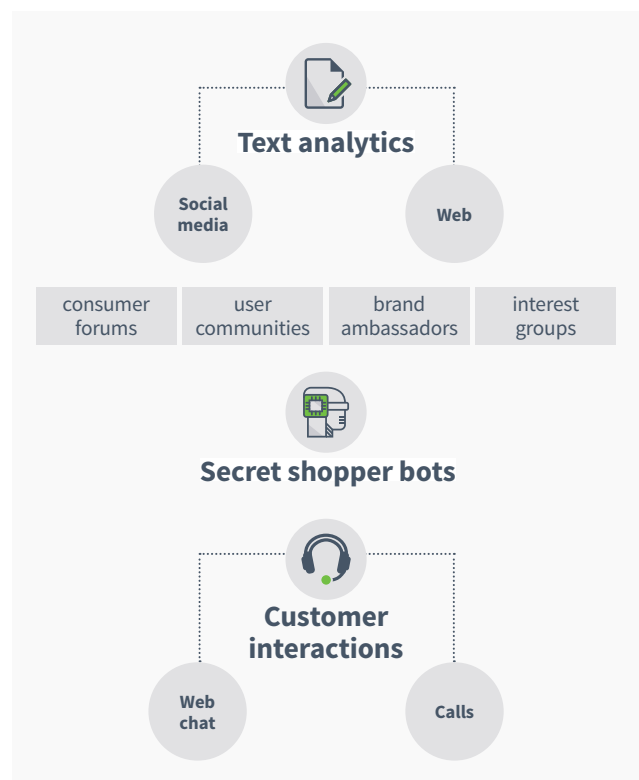 Text analytics
Social
media
Web
consumer
forums
user
communities
brand
ambassadors
interest
groups
Secret shopper bots
Customer
interactions
Web
chat
Calls